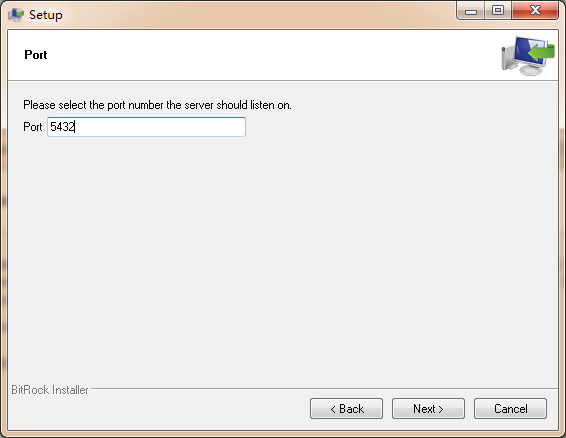 Setup
Port
Please select the port number the server should listen on.
Port 5432
BitRock Installer
< Back Next > Cancel